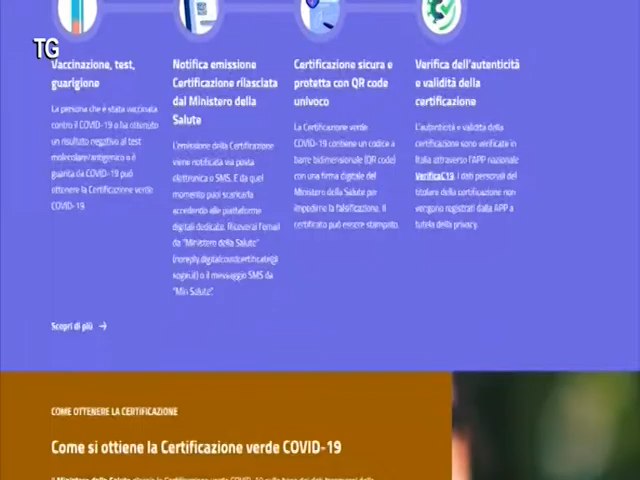 TG
Vaccinazione, test,
guarigione
La persona che è stata vaccinata
contro il COVID-19 o ha ottenuto
un risultato negativo al test
molecolare/antigenico o è
guarita da COVID-19 può
ottenere la Certificazione verde
COVID-19.
Notifica emissione
Certificazione rilasciata
dal Ministero della
Salute
L'emissione della Certificazione
viene notificata via posta
elettronica o SMS. E da quel
momento puoi scaricarla
accedendo alle piattaforme
digitali dedicate. Riceverai l'email
da "Ministero della Salute"
o il messaggio SMS da
"Min Salute".
Certificazione sicura e
protetta con QR code
univoco
La Certificazione verde
COVID-19 contiene un codice a
barre bidimensionale (QR code)
con una firma digitale del
Ministero della Salute per
impedirne la falsificazione. Il
certificato può essere stampato.
Verifica dell'autenticità
e validità della
certificazione
L'autenticità e validità della
certificazione sono verificate in
Italia attraverso l'APP nazionale
VerificaC19. I dati personali del
titolare della certificazione non
vengono registrati dalla APP a
tutela della privacy.
Scopri di più →
COME OTTENERE LA CERTIFICAZIONE
Come si ottiene la Certificazione verde COVID-19